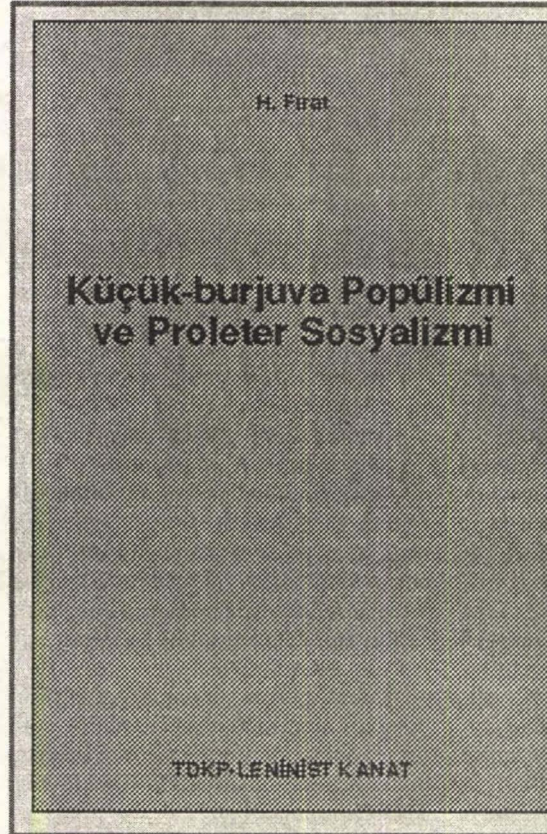 H. Fırat
Küçük-burjuva Popülizmi
ve Proleter Sosyalizmi
TDKP-LENİNİST KANAT